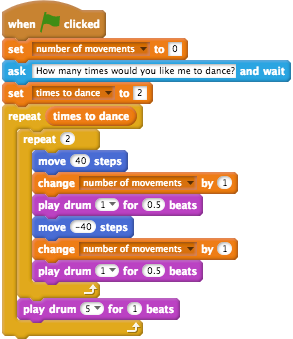 when clicked
set number of movements to 0
ask How many times would you like me to dance? and wait
set times to dance to 2
repeat times to dance
repeat 2
move 40 steps
change number of movements by 1
play drum 1 for 0.5 beats
move -40 steps
change number of movements by 1
play drum 1 for 0.5 beats
play drum 5 for 1 beats